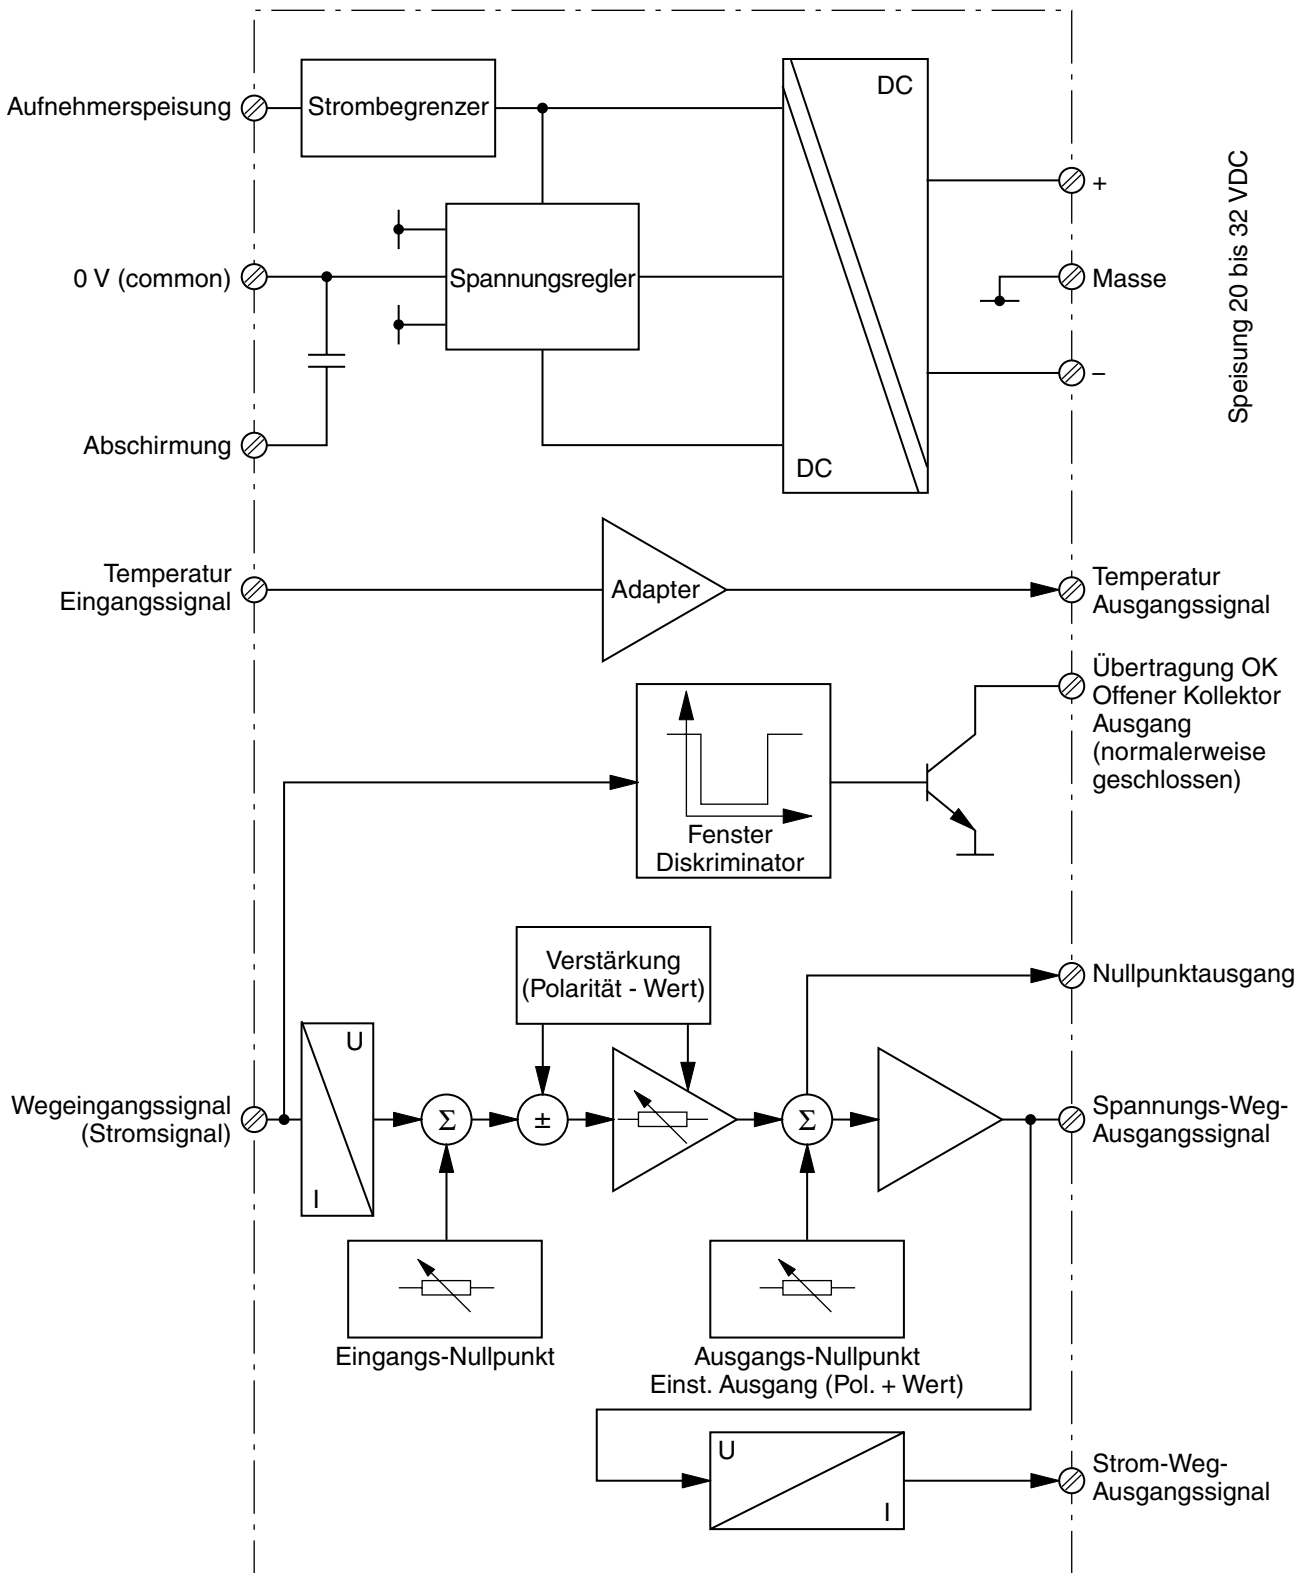 Aufnehmerspeisung
Strombegrenzer
DC
+
0 V (common)
Spannungsregler
Masse
Speisung 20 bis 32 VDC
–
Abschirmung
DC
Temperatur
Eingangssignal
Adapter
Temperatur
Ausgangssignal
Übertragung OK
Offener Kollektor
Ausgang
(normalerweise
geschlossen)
Fenster
Diskriminator
Verstärkung
(Polarität - Wert)
Nullpunktausgang
Wegeingangssignal
(Stromsignal)
U
I
Σ
±
Σ
Spannungs-Weg-
Ausgangssignal
Eingangs-Nullpunkt
Ausgangs-Nullpunkt
Einst. Ausgang (Pol. + Wert)
U
I
Strom-Weg-
Ausgangssignal